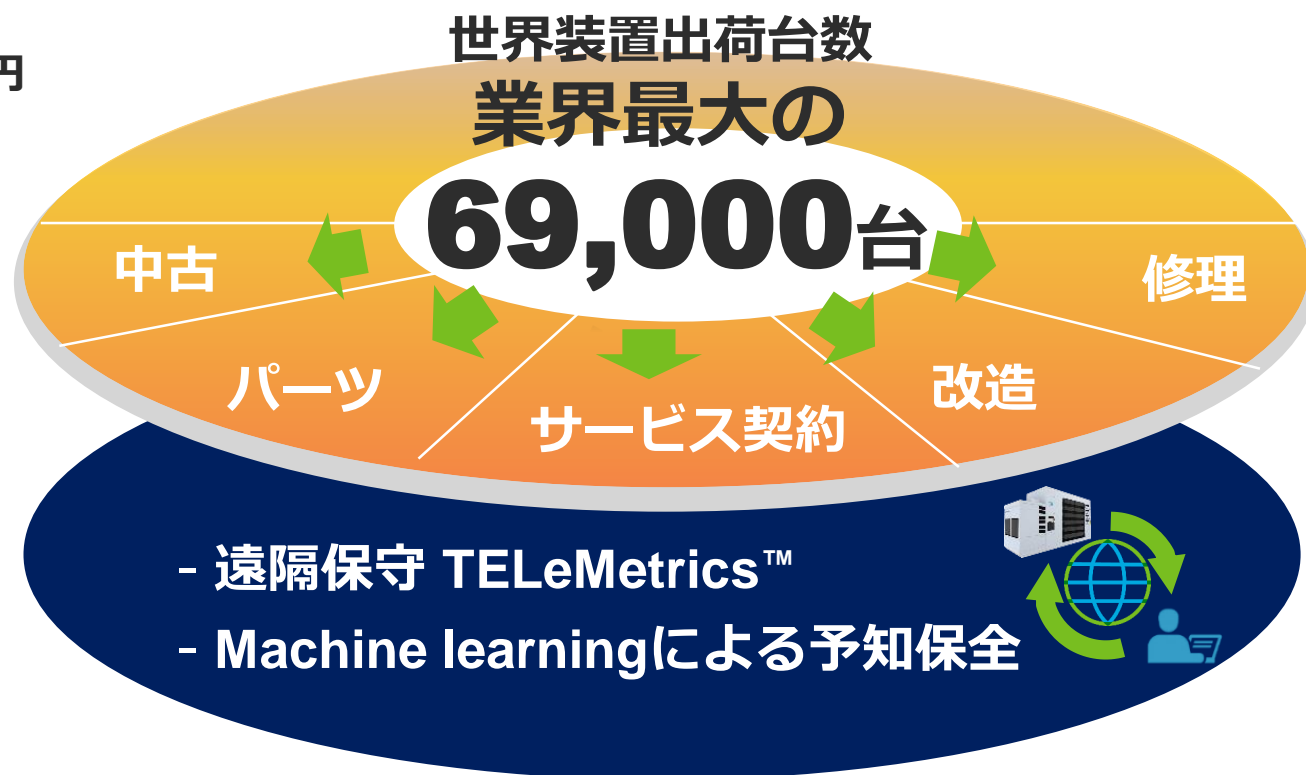 世界装置出荷台数
円
業界最大の
69,000台
中古
修理
パーツ
改造
サービス契約
- 遠隔保守 TELeMetrics™
- Machine learningによる予知保全